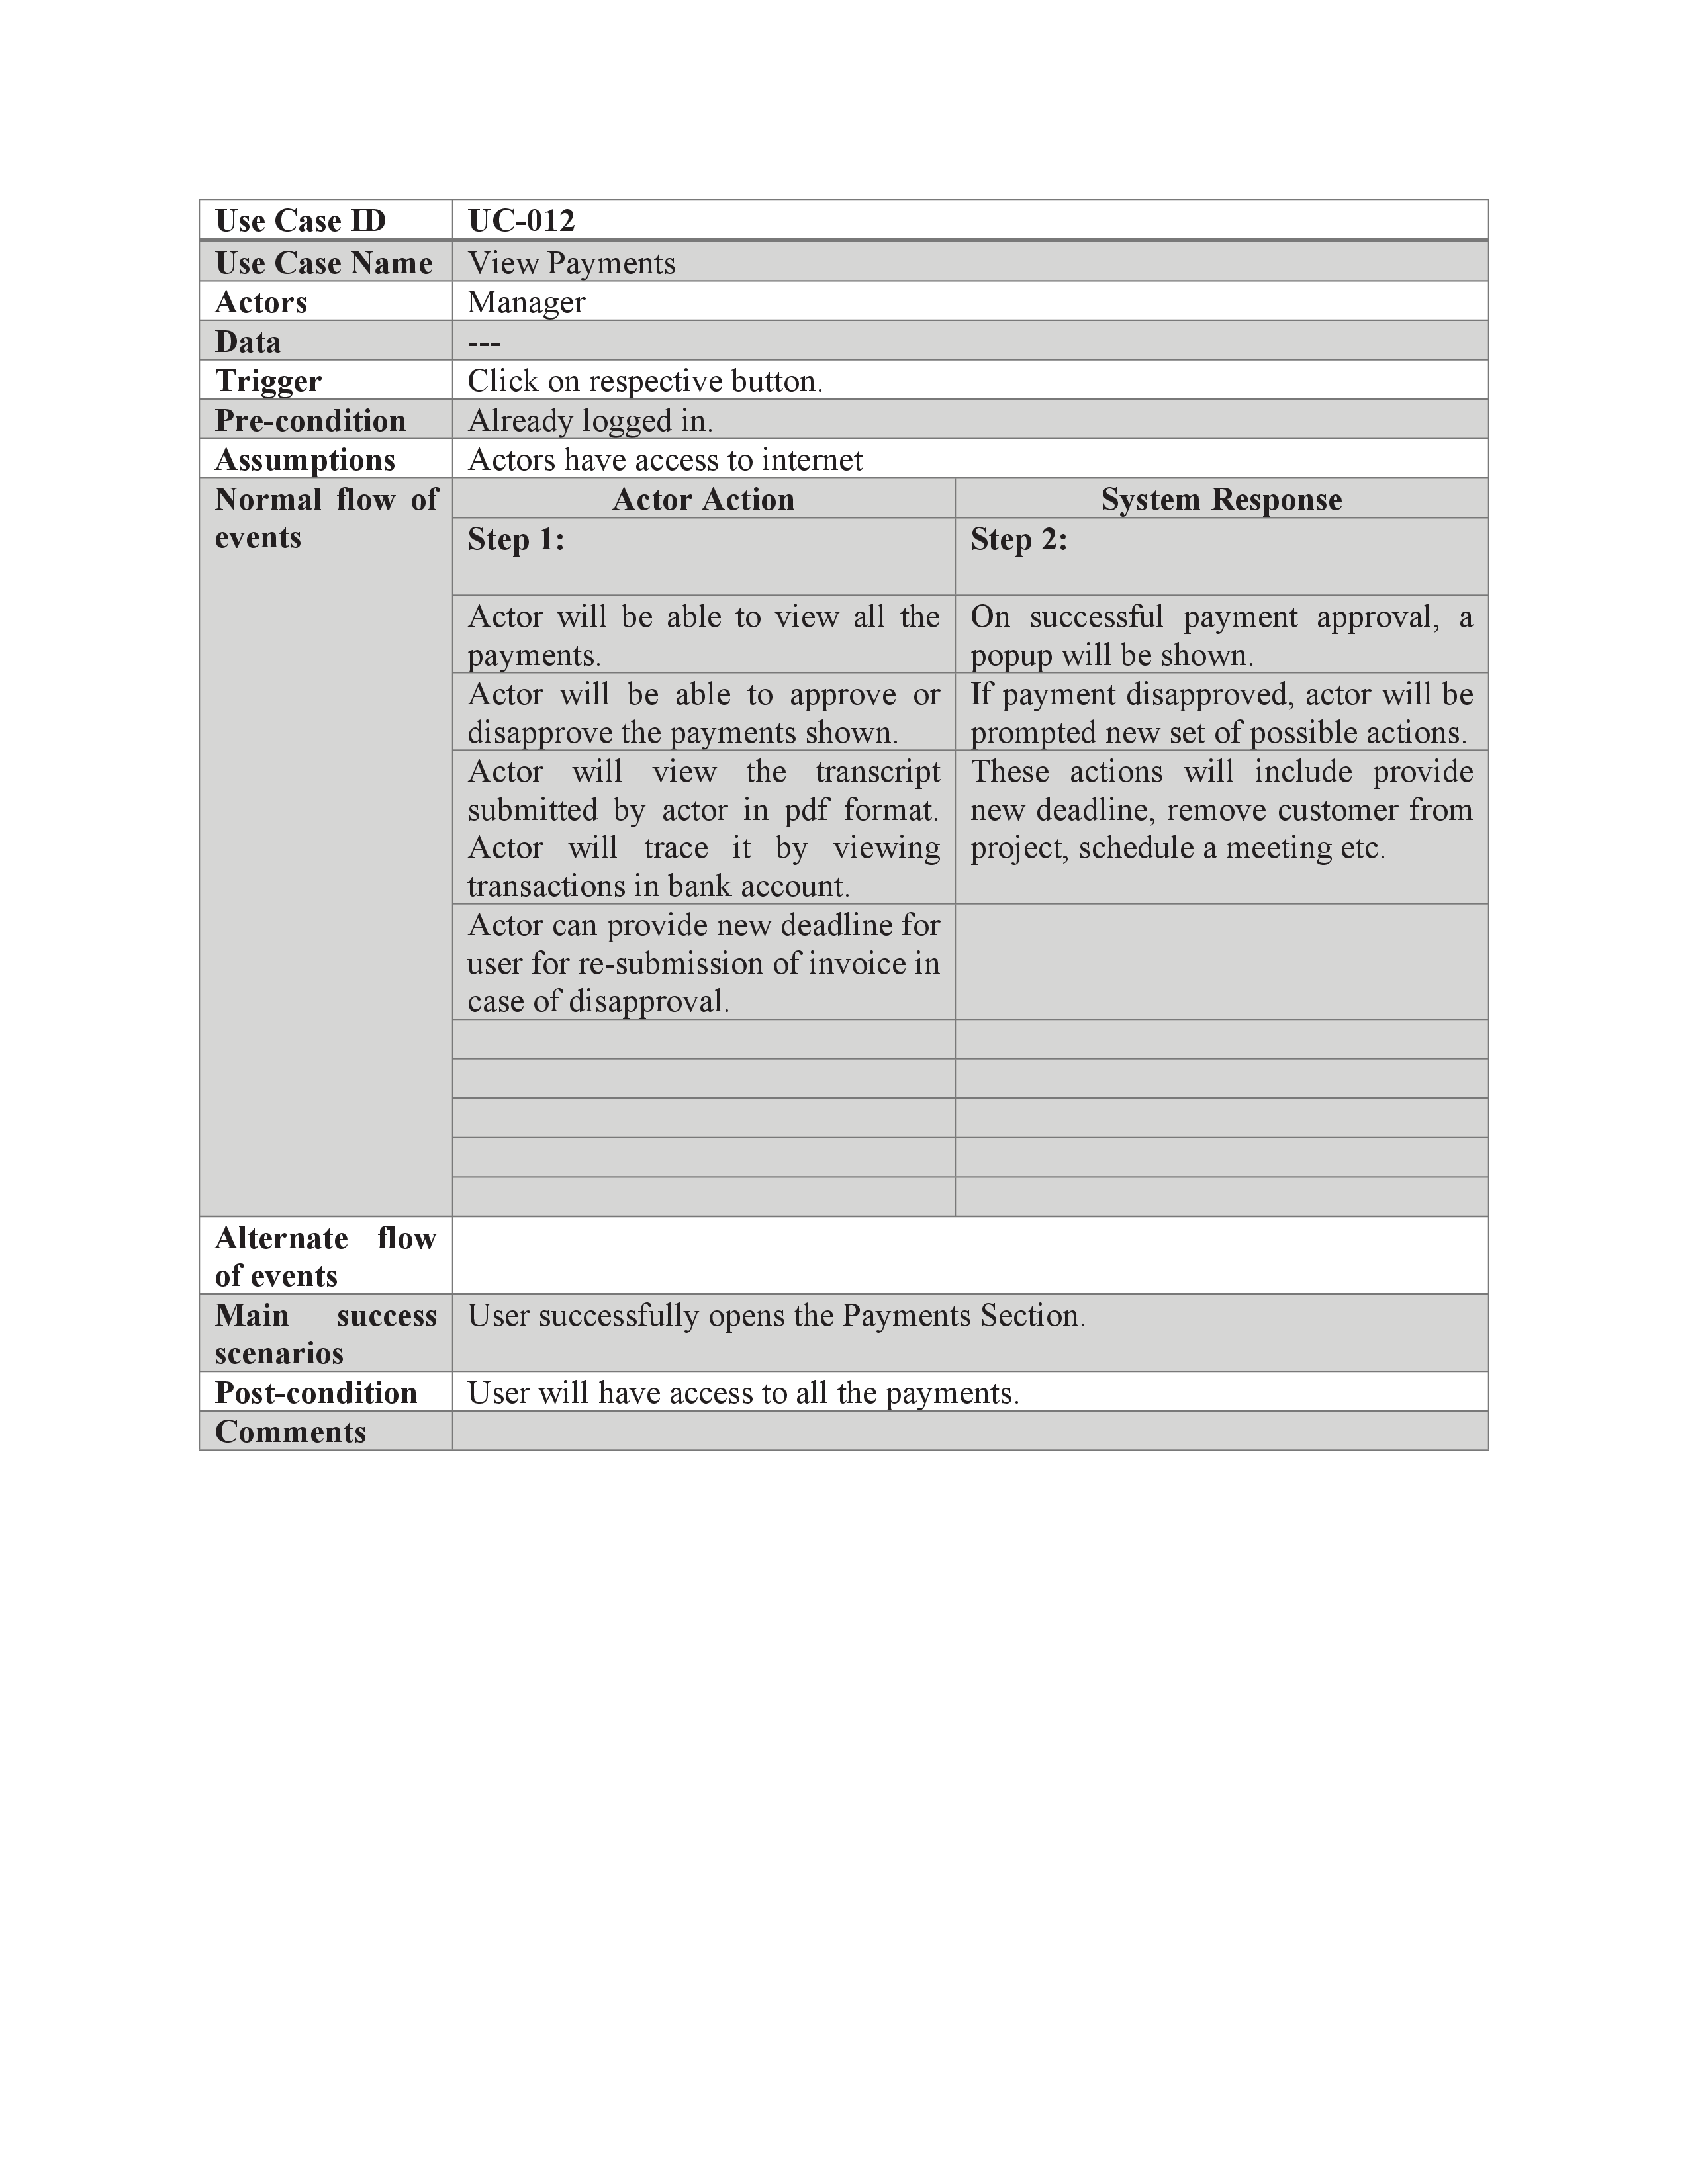 Use Case ID UC-012
Use Case Name View Payments
Actors Manager
Data ---
Trigger Click on respective button.
Pre-condition Already logged in.
Assumptions Actors have access to internet
Normal flow of events
Actor Action System Response
Step 1: Step 2:
Actor will be able to view all the
payments.
On successful payment approval, a
popup will be shown.
Actor will be able to approve or
disapprove the payments shown.
If payment disapproved, actor will be
prompted new set of possible actions.
Actor will view the transcript
submitted by actor in pdf format.
Actor will trace it by viewing
transactions in bank account.
These actions will include provide
new deadline, remove customer from
project, schedule a meeting etc.
Actor can provide new deadline for
user for re-submission of invoice in
case of disapproval.
Alternate flow
of events
Main success
scenarios
User successfully opens the Payments Section.
Post-condition User will have access to all the payments.
Comments